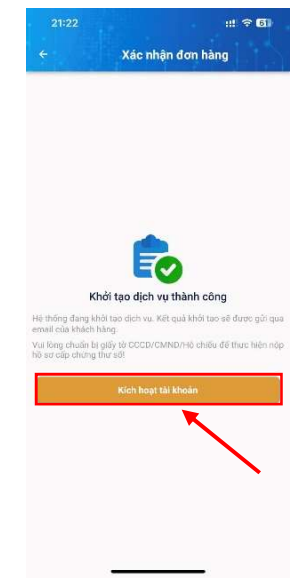 21:22
61
Xác nhận đơn hàng
Khởi tạo dịch vụ thành công
Hệ thống đang khởi tạo dịch vụ. Kết quả khởi tạo sẽ được gửi qua
email của khách hàng.
Vui lòng chuẩn bị giấy tờ CCCD/CMND/Hộ chiếu để thực hiện nộp
hồ sơ cấp chứng thư số!
Kích hoạt tài khoản